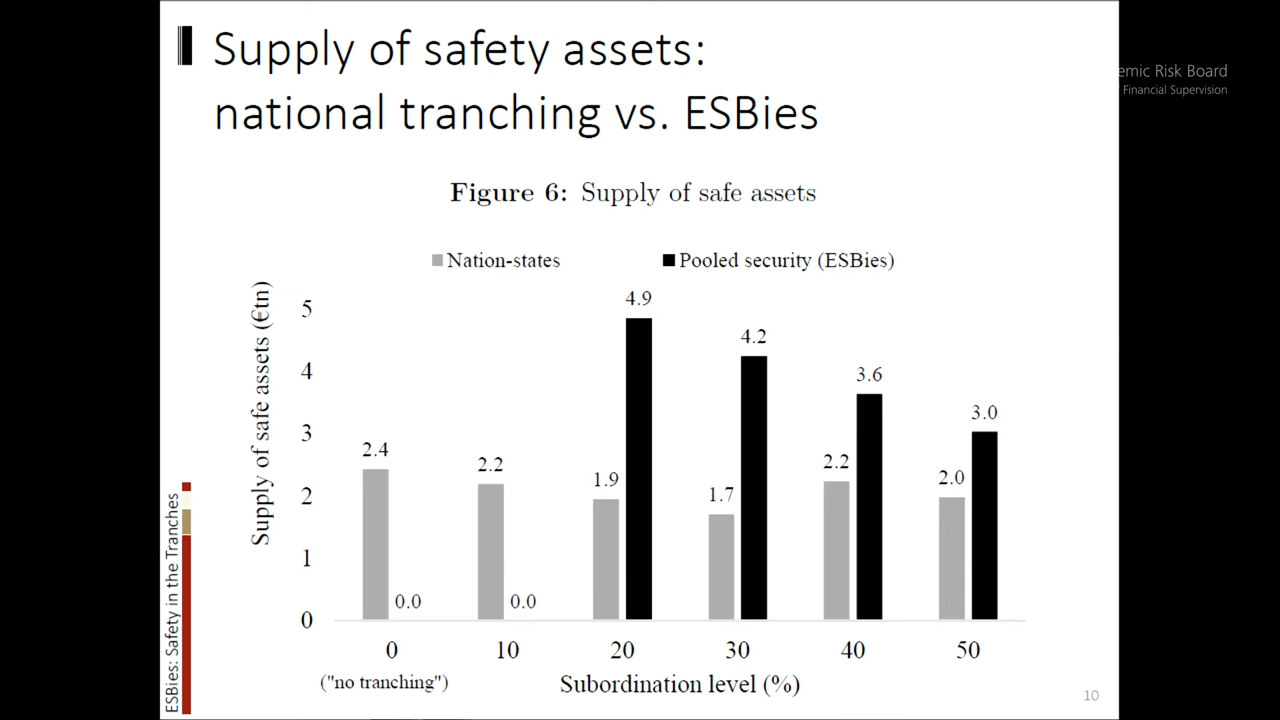 Supply of safety assets:
national tranching vs. ESBies
emic Risk Board
Financial Supervision
Figure 6: Supply of safe assets
Nation-states
Pooled security (ESBies)
Supply of safe assets (€tn)
5
4
3
2
1
0
2.4
0.0
2.2
0.0
1.9
4.9
1.7
4.2
2.2
3.6
2.0
3.0
0
10
20
30
40
50
("no tranching")
Subordination level (%)
ESBies: Safety in the Tranches
10